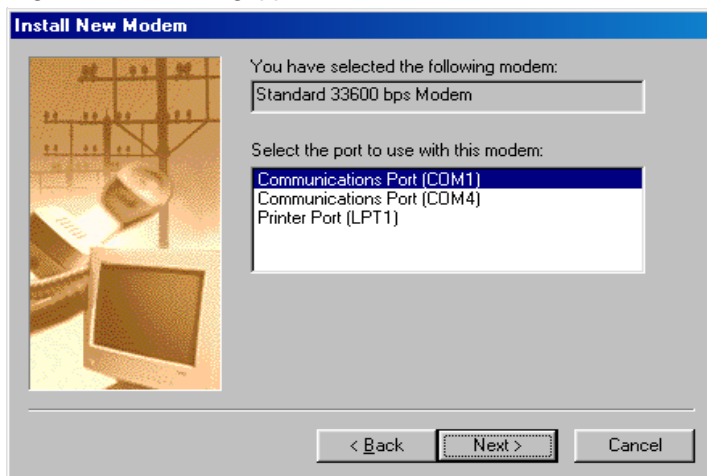 Install New Modem
You have selected the following modem:
Standard 33600 bps Modem
Select the port to use with this modem:
Communications Port (COM1)
Communications Port (COM4)
Printer Port (LPT1)
< Back Next > Cancel